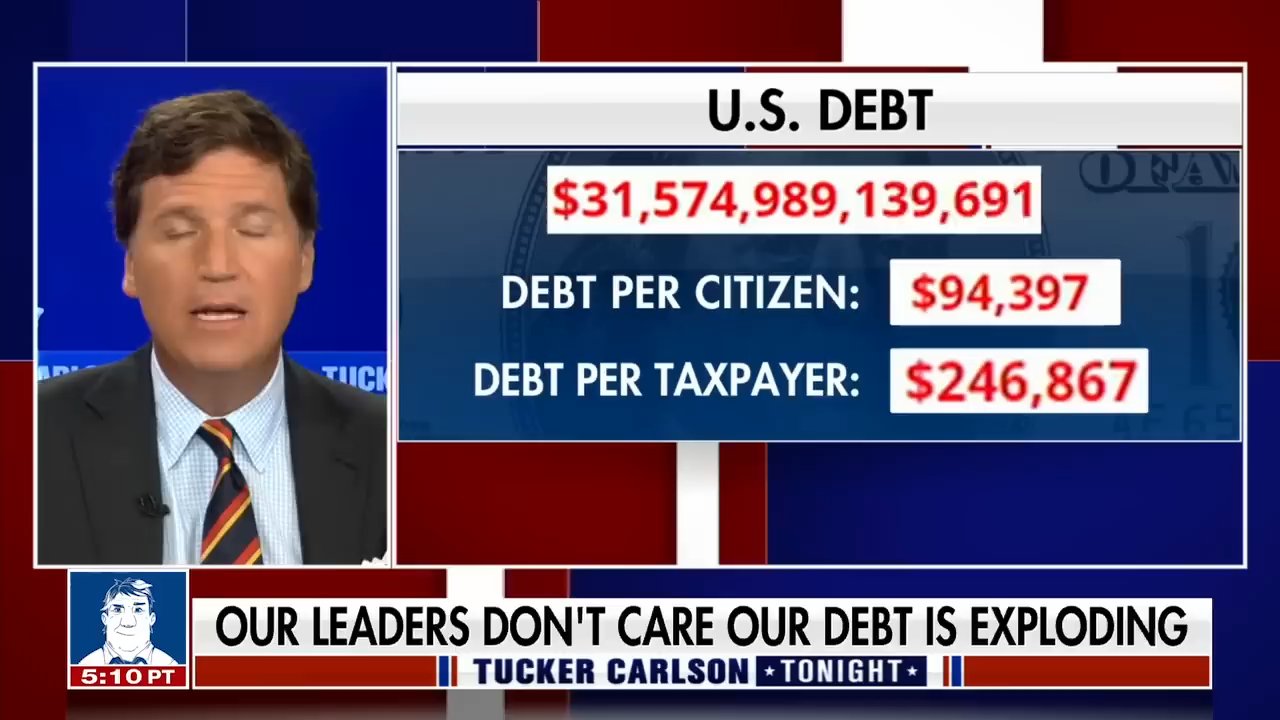 U.S. DEBT
$31,574,989,139,691
DEBT PER CITIZEN: $94,397
DEBT PER TAXPAYER: $246,867
TUCK
OUR LEADERS DON'T CARE OUR DEBT IS EXPLODING
5:10 PT
TUCKER CARLSON TONIGHT